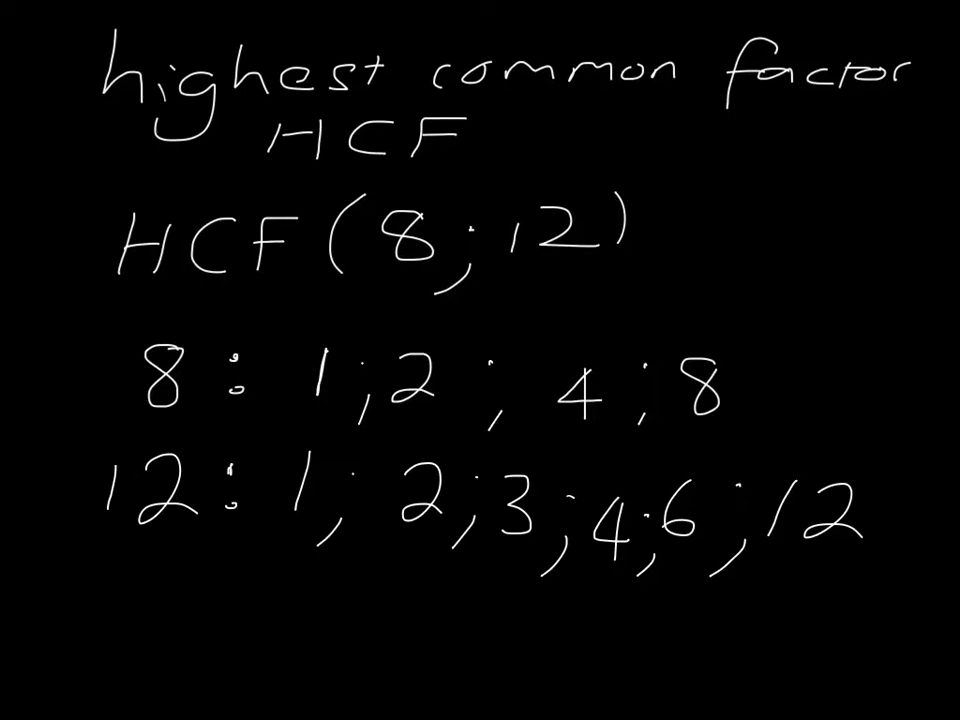 highest common factor
HCF
HCF(8;12)
8: 1;2; 4;8
12: 1; 2;3;4;6;12